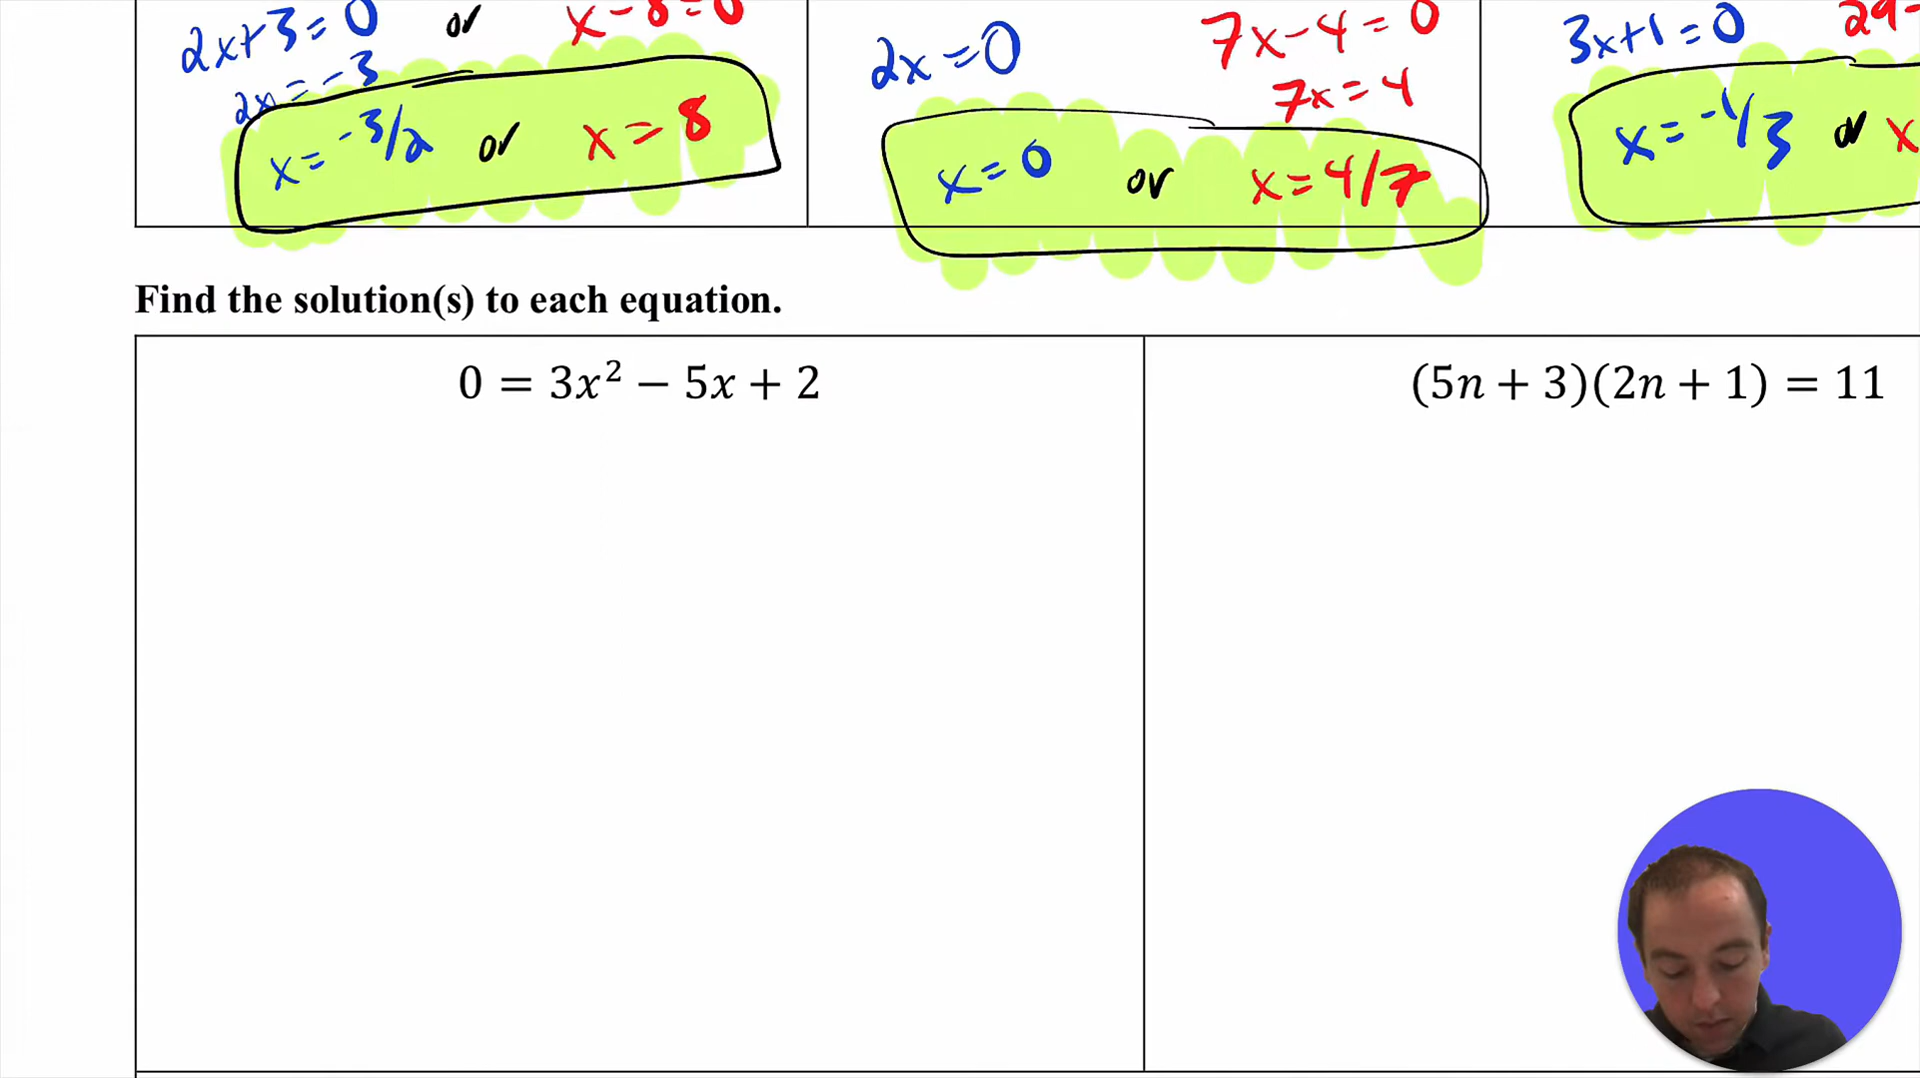 2x+3=0 or x-8=0
2x=-3
x=-3/2 or x=8
2x=0 7x-4=0
7x=4
x=0 or x=4/7
3x+1=0
x=-1/3 or x
Find the solution(s) to each equation.
0 = 3x² − 5x + 2
(5n + 3)(2n + 1) = 11